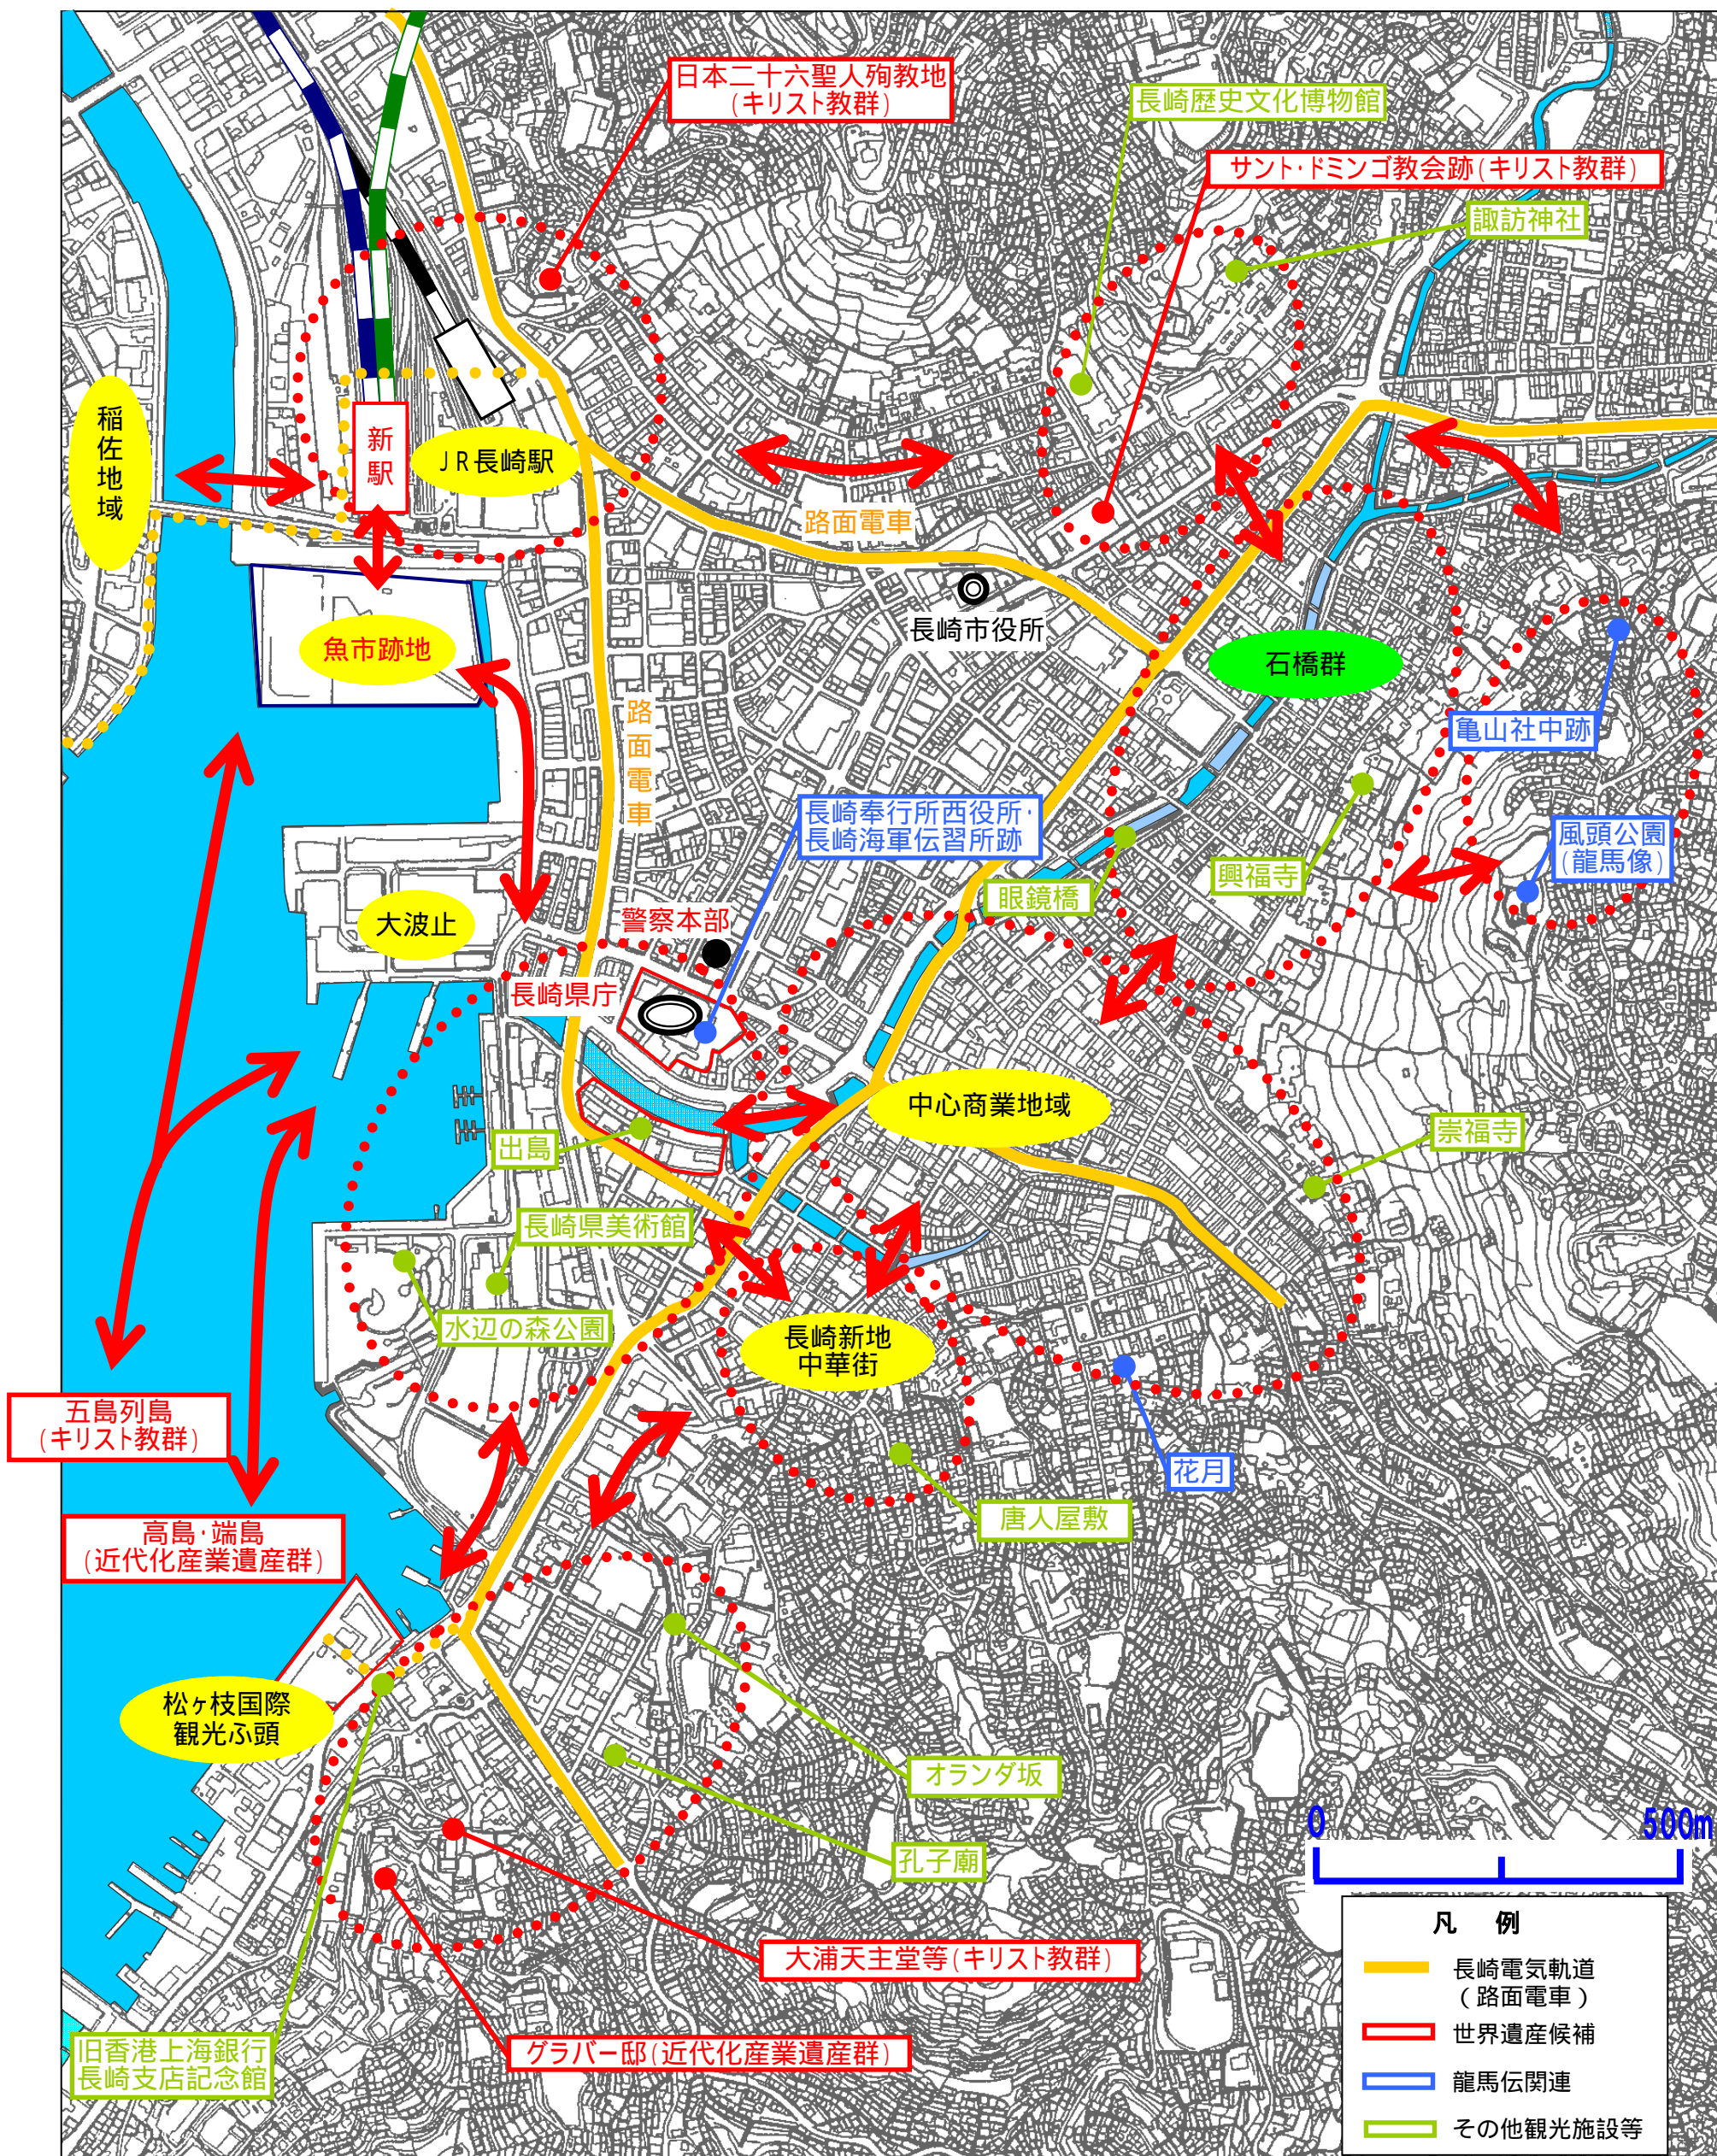 日本二十六聖人殉教地
(キリスト教群)
長崎歴史文化博物館
サント・ドミンゴ教会跡(キリスト教群)
諏訪神社
稲佐地域
新駅
JR長崎駅
路面電車
長崎市役所
魚市跡地
石橋群
路面電車
亀山社中跡
長崎奉行所西役所・
長崎海軍伝習所跡
風頭公園
(龍馬像)
興福寺
眼鏡橋
大波止
警察本部
長崎県庁
中心商業地域
出島
崇福寺
長崎県美術館
水辺の森公園
長崎新地
中華街
五島列島
(キリスト教群)
花月
唐人屋敷
高島・端島
(近代化産業遺産群)
松ヶ枝国際
観光ふ頭
オランダ坂
孔子廟
0 500m
大浦天主堂等(キリスト教群)
グラバー邸(近代化産業遺産群)
旧香港上海銀行
長崎支店記念館
凡 例
長崎電気軌道
(路面電車)
世界遺産候補
龍馬伝関連
その他観光施設等